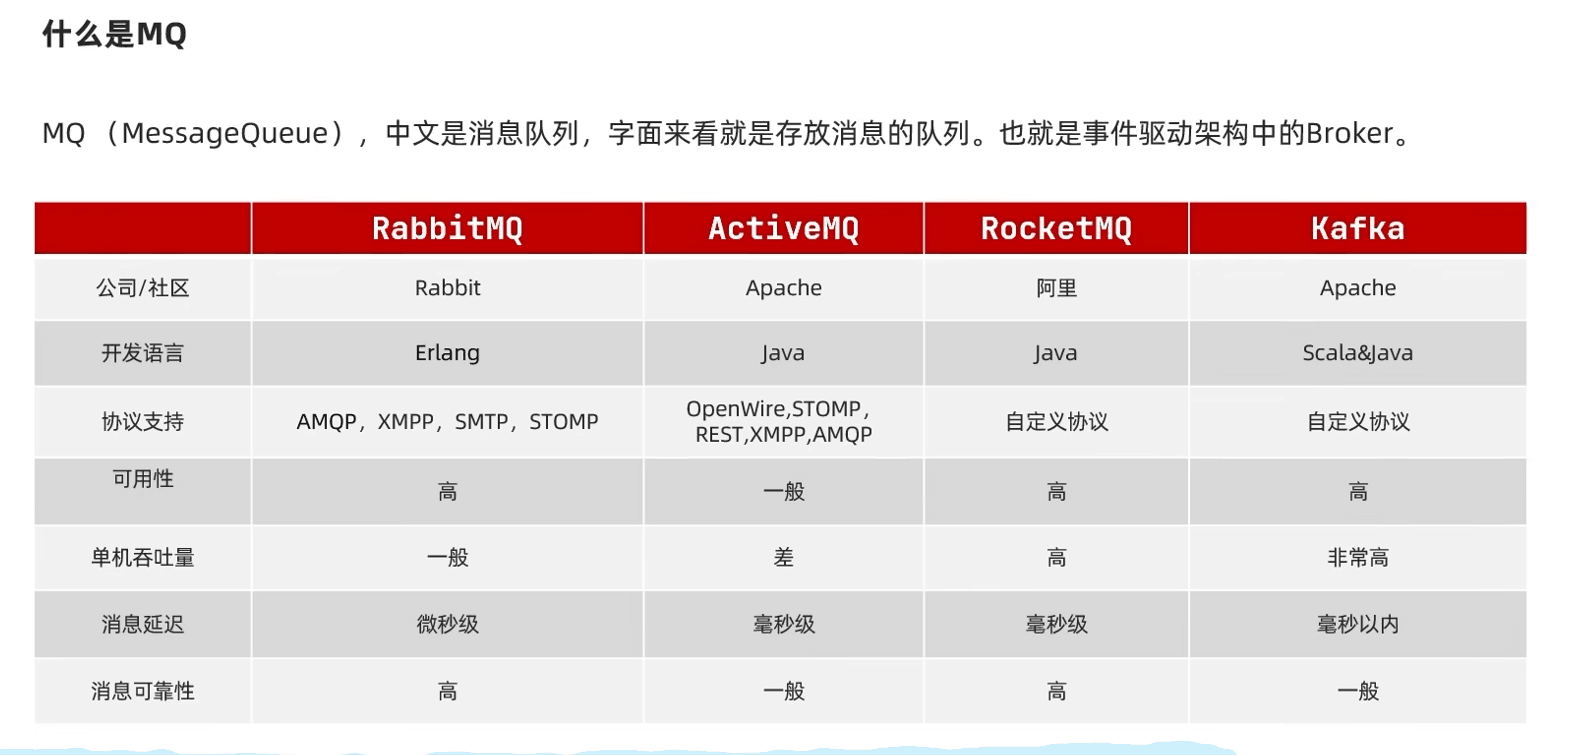 什么是MQ
MQ （MessageQueue），中文是消息队列，字面来看就是存放消息的队列。也就是事件驱动架构中的Broker。
RabbitMQ ActiveMQ RocketMQ Kafka
公司/社区 Rabbit Apache 阿里 Apache
开发语言 Erlang Java Java Scala&Java
协议支持 AMQP，XMPP，SMTP，STOMP OpenWire,STOMP， 自定义协议 自定义协议
REST,XMPP,AMQP
可用性 高 一般 高 高
单机吞吐量 一般 差 高 非常高
消息延迟 微秒级 毫秒级 毫秒级 毫秒以内
消息可靠性 高 一般 高 一般